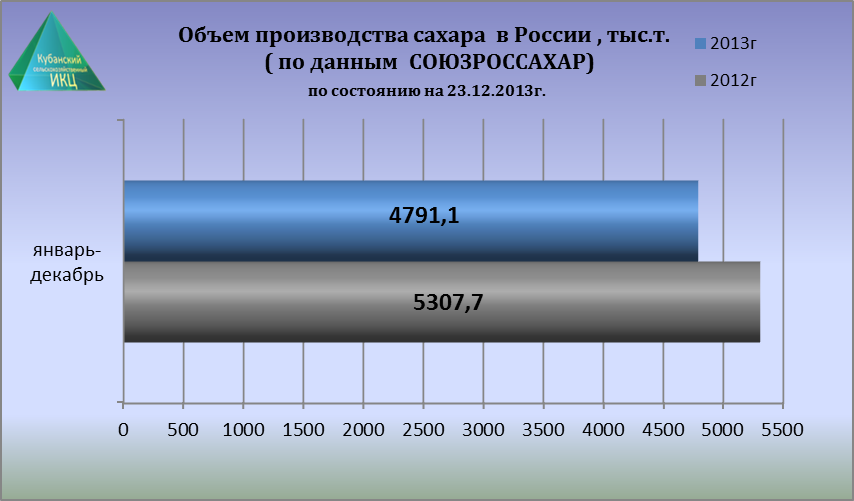 Кубанский
сельскохозяйственный
ИКЦ
Объем производства сахара в России , тыс.т.
( по данным СОЮЗРОССАХАР)
по состоянию на 23.12.2013г.
2013г
2012г
январь-
декабрь
4791,1
5307,7
0 500 1000 1500 2000 2500 3000 3500 4000 4500 5000 5500